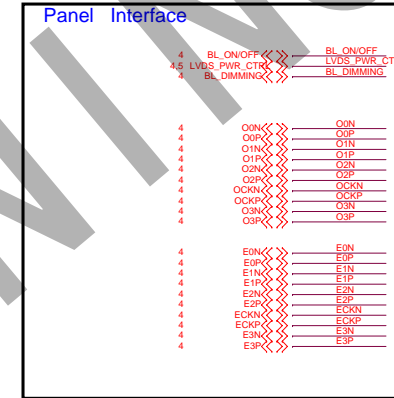 Panel Interface
4 BL_ON/OFF BL_ON/OFF
4,5 LVDS_PWR_CTRL LVDS_PWR_CT
4 BL_DIMMING BL_DIMMING
4 O0N O0N
4 O0P O0P
4 O1N O1N
4 O1P O1P
4 O2N O2N
4 O2P O2P
4 OCKN OCKN
4 OCKP OCKP
4 O3N O3N
4 O3P O3P
4 E0N E0N
4 E0P E0P
4 E1N E1N
4 E1P E1P
4 E2N E2N
4 E2P E2P
4 ECKN ECKN
4 ECKP ECKP
4 E3N E3N
4 E3P E3P